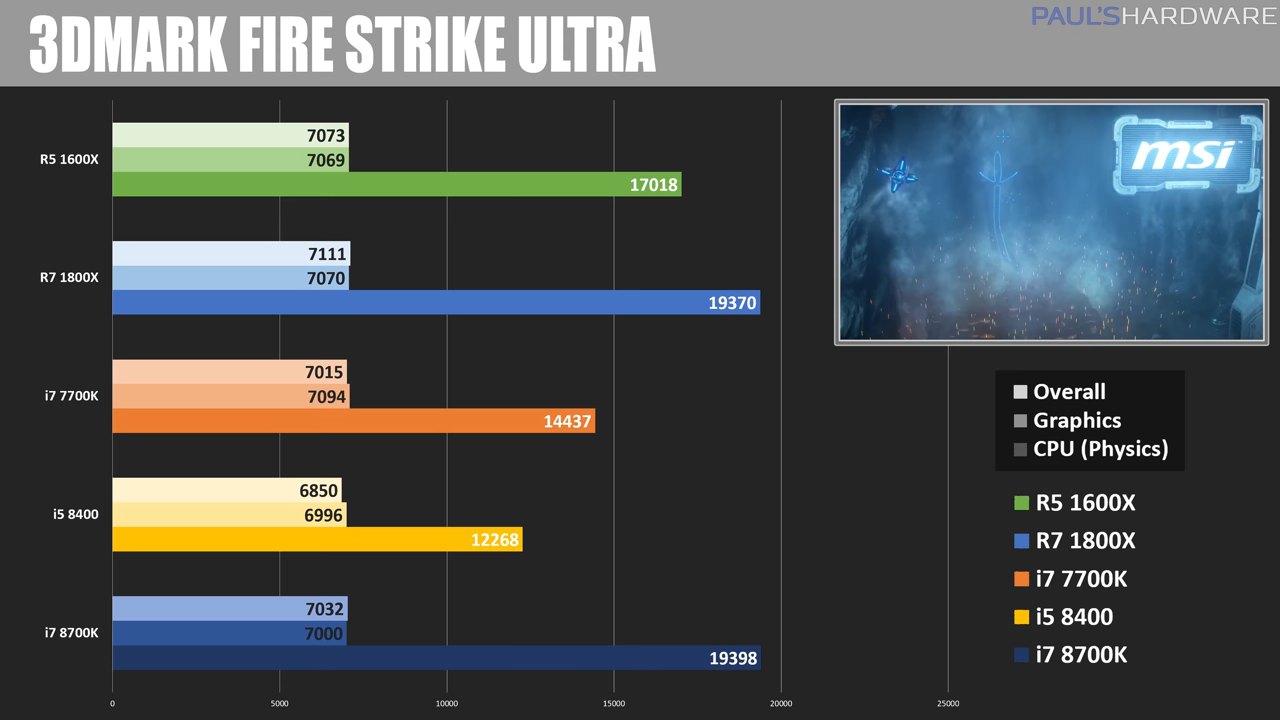 3DMARK FIRE STRIKE ULTRA
PAUL'SHARDWARE
msi
R5 1600X
7073
7069
17018
R7 1800X
7111
7070
19370
i7 7700K
7015
7094
14437
i5 8400
6850
6996
12268
i7 8700K
7032
7000
19398
0 5000 10000 15000 20000 25000
Overall
Graphics
CPU (Physics)
R5 1600X
R7 1800X
i7 7700K
i5 8400
i7 8700K